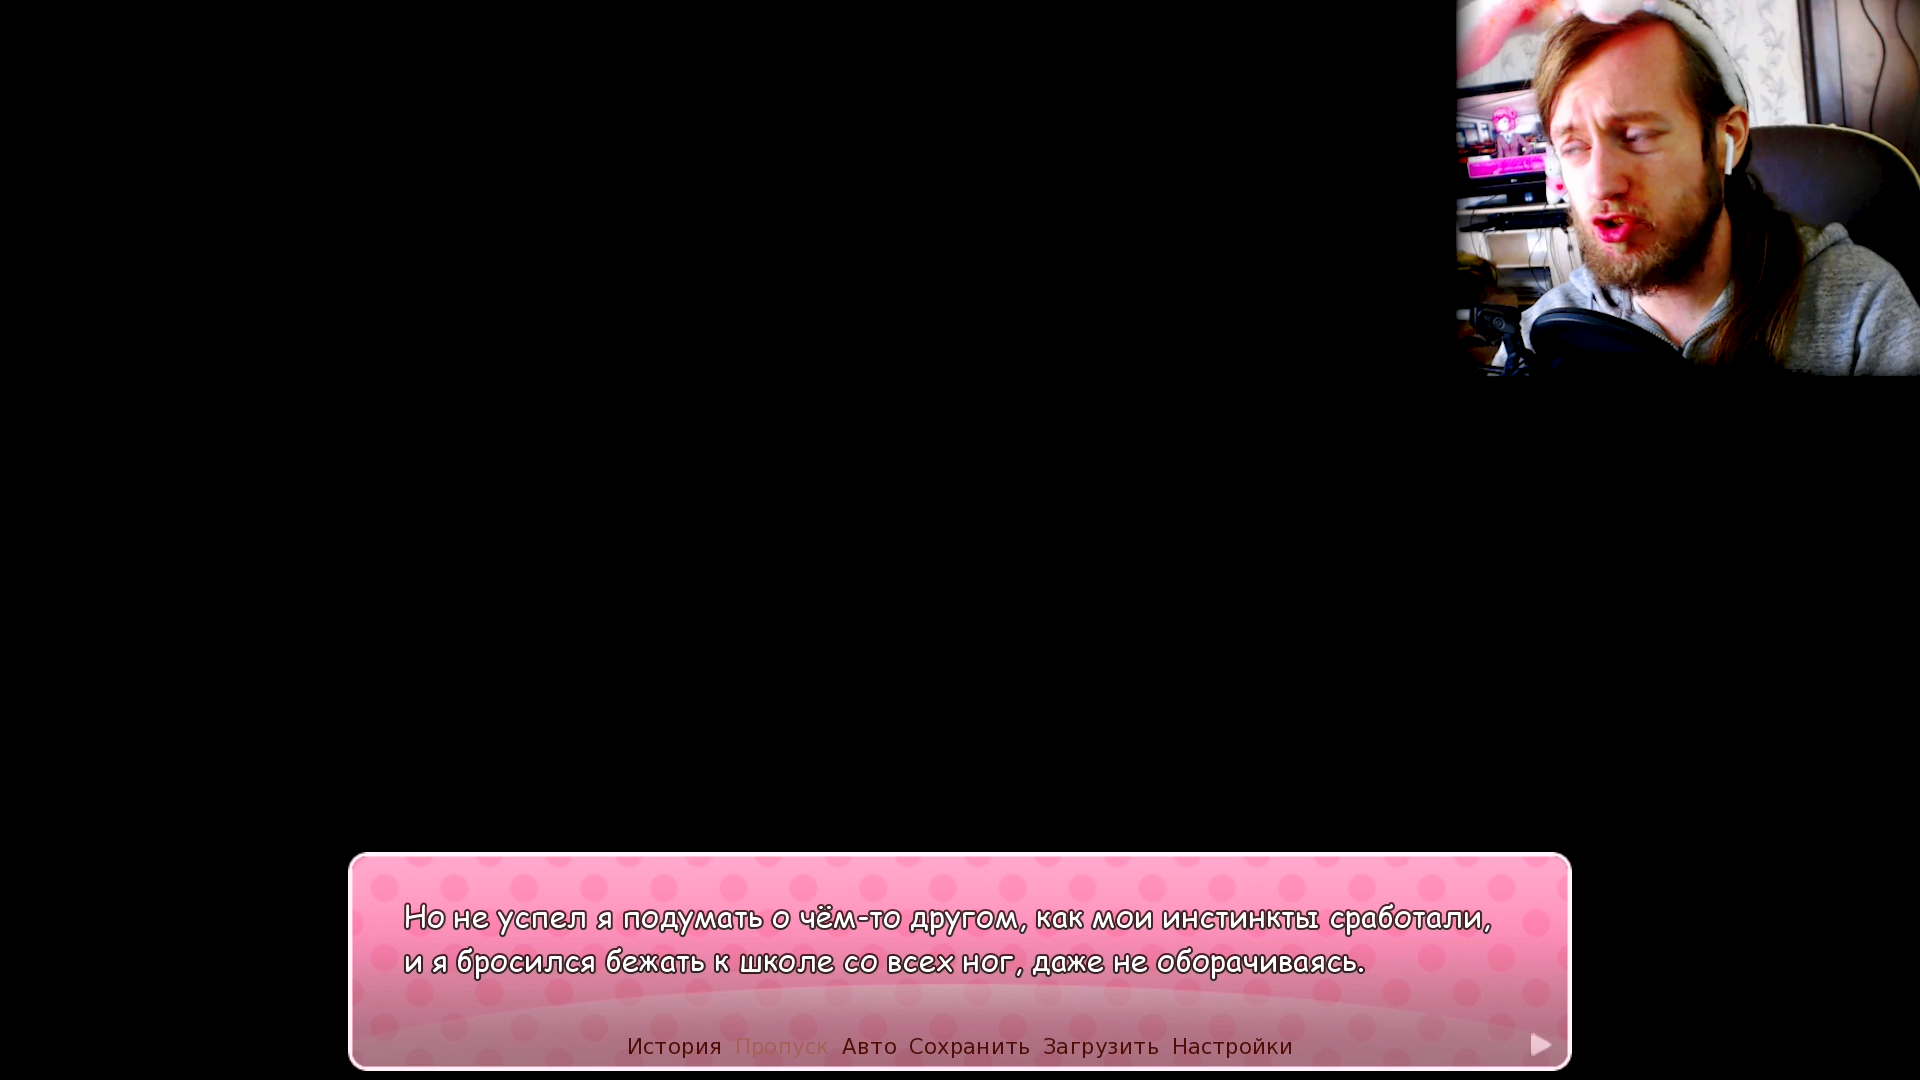 Но не успел я подумать о чём-то другом, как мои инстинкты сработали,
и я бросился бежать к школе со всех ног, даже не оборачиваясь.
История Пропуск Авто Сохранить Загрузить Настройки